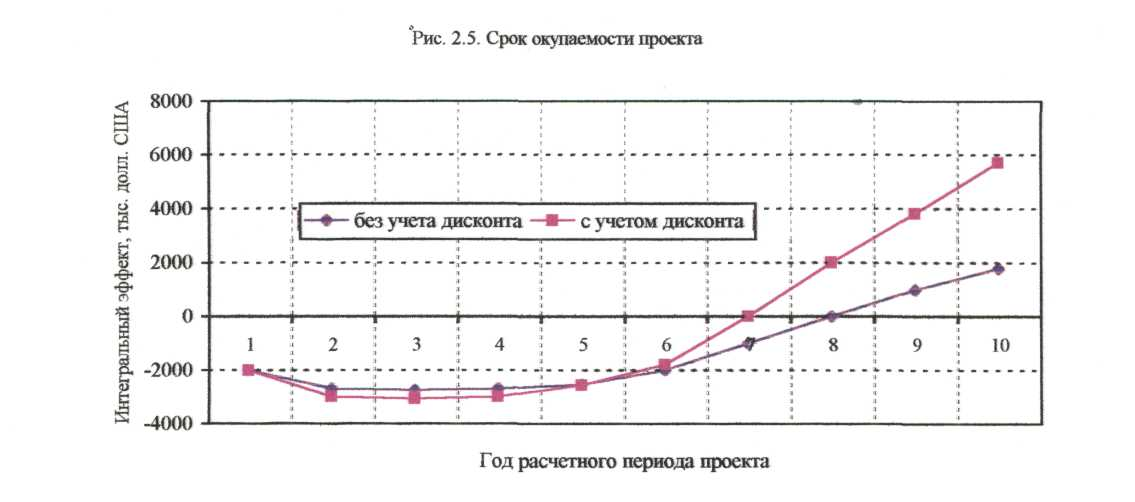 Рис. 2.5. Срок окупаемости проекта
Интегральный эффект, тыс. долл. США
8000
6000
4000
2000
0
-2000
-4000
без учета дисконта
с учетом дисконта
1 2 3 4 5 6 7 8 9 10
Год расчетного периода проекта